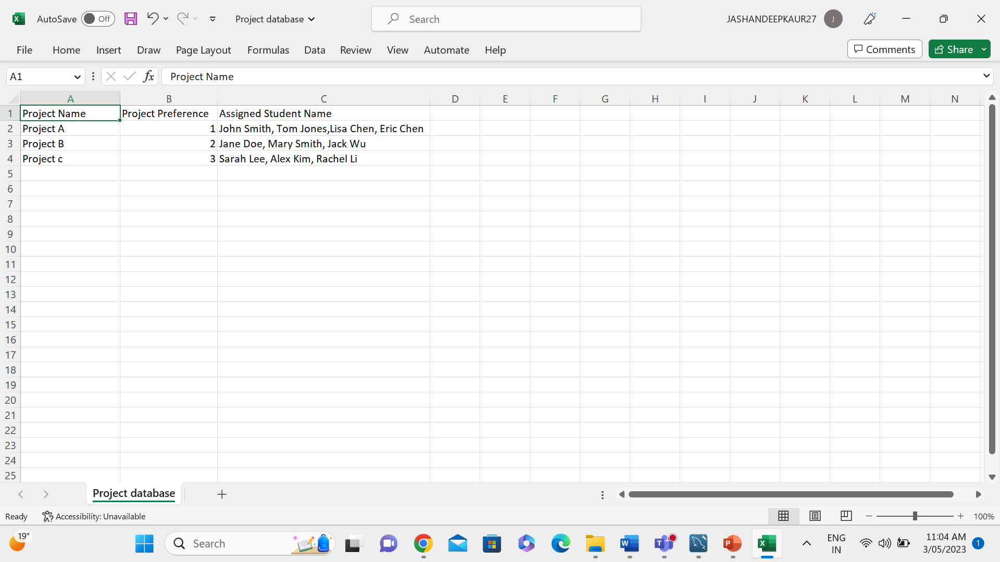 AutoSave Off Project database Search JASHANDEEPKAUR27 J
File Home Insert Draw Page Layout Formulas Data Review View Automate Help Comments Share
A1 fx Project Name
A B C D E F G H I J K L M N
1 Project Name Project Preference Assigned Student Name
2 Project A 1 John Smith, Tom Jones,Lisa Chen, Eric Chen
3 Project B 2 Jane Doe, Mary Smith, Jack Wu
4 Project c 3 Sarah Lee, Alex Kim, Rachel Li
5
6
7
8
9
10
11
12
13
14
15
16
17
18
19
20
21
22
23
24
25
Project database
Ready Accessibility: Unavailable 100%
19° Search ENG 11:04 AM 1
IN 3/05/2023